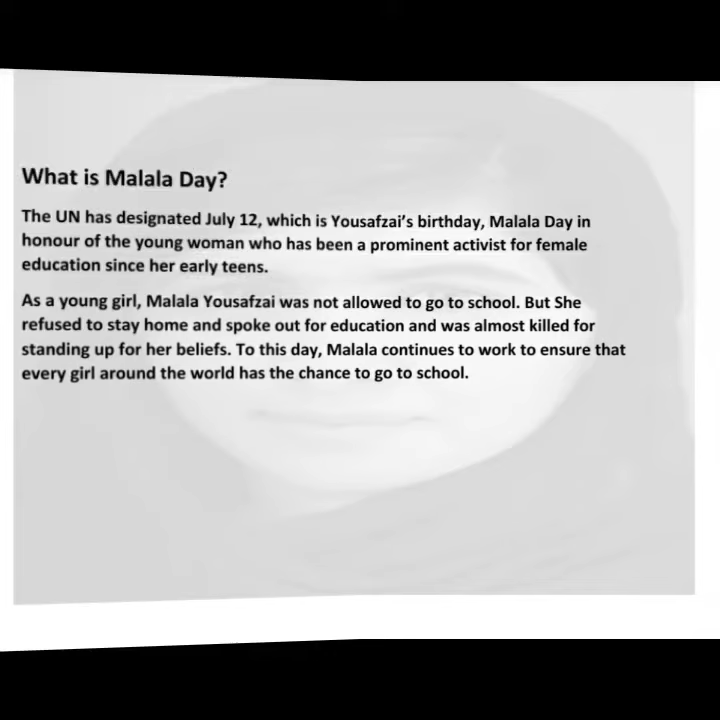 What is Malala Day?
The UN has designated July 12, which is Yousafzai's birthday, Malala Day in
honour of the young woman who has been a prominent activist for female
education since her early teens.
As a young girl, Malala Yousafzai was not allowed to go to school. But She
refused to stay home and spoke out for education and was almost killed for
standing up for her beliefs. To this day, Malala continues to work to ensure that
every girl around the world has the chance to go to school.